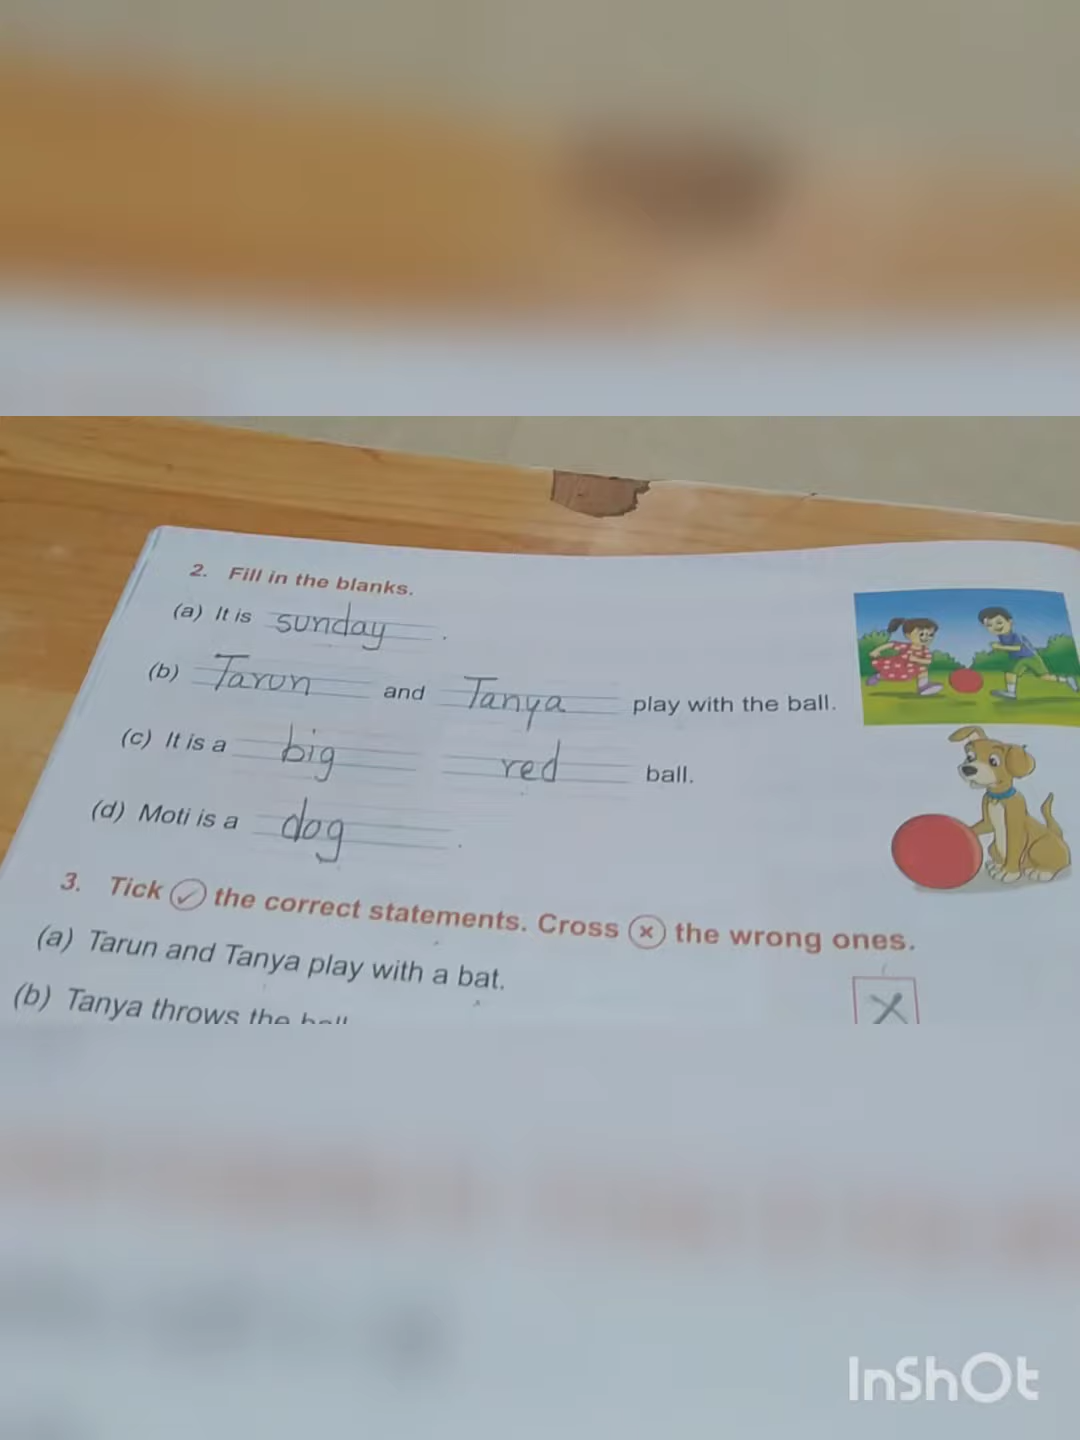 2. Fill in the blanks.
(a) It is sunday .
(b) Tarun and Tanya play with the ball.
(c) It is a big red ball.
(d) Moti is a dog .
3. Tick ✓ the correct statements. Cross × the wrong ones.
(a) Tarun and Tanya play with a bat. X
(b) Tanya throws the ball
InShOt